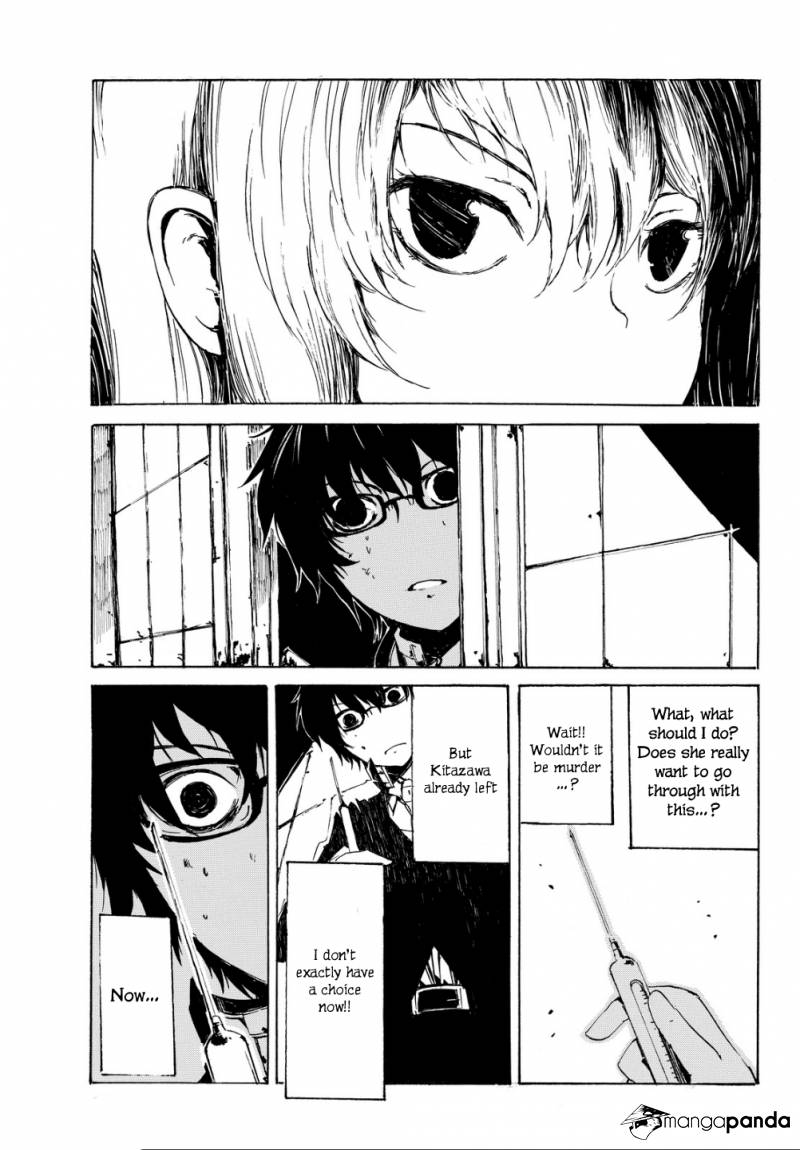 What, what
should I do?
Does she really
want to go
through with
this...?
Wait!!
Wouldn't it
be murder
...?
But
Kitazawa
already left
I don't
exactly have
a choice
now!!
Now...
mangapanda